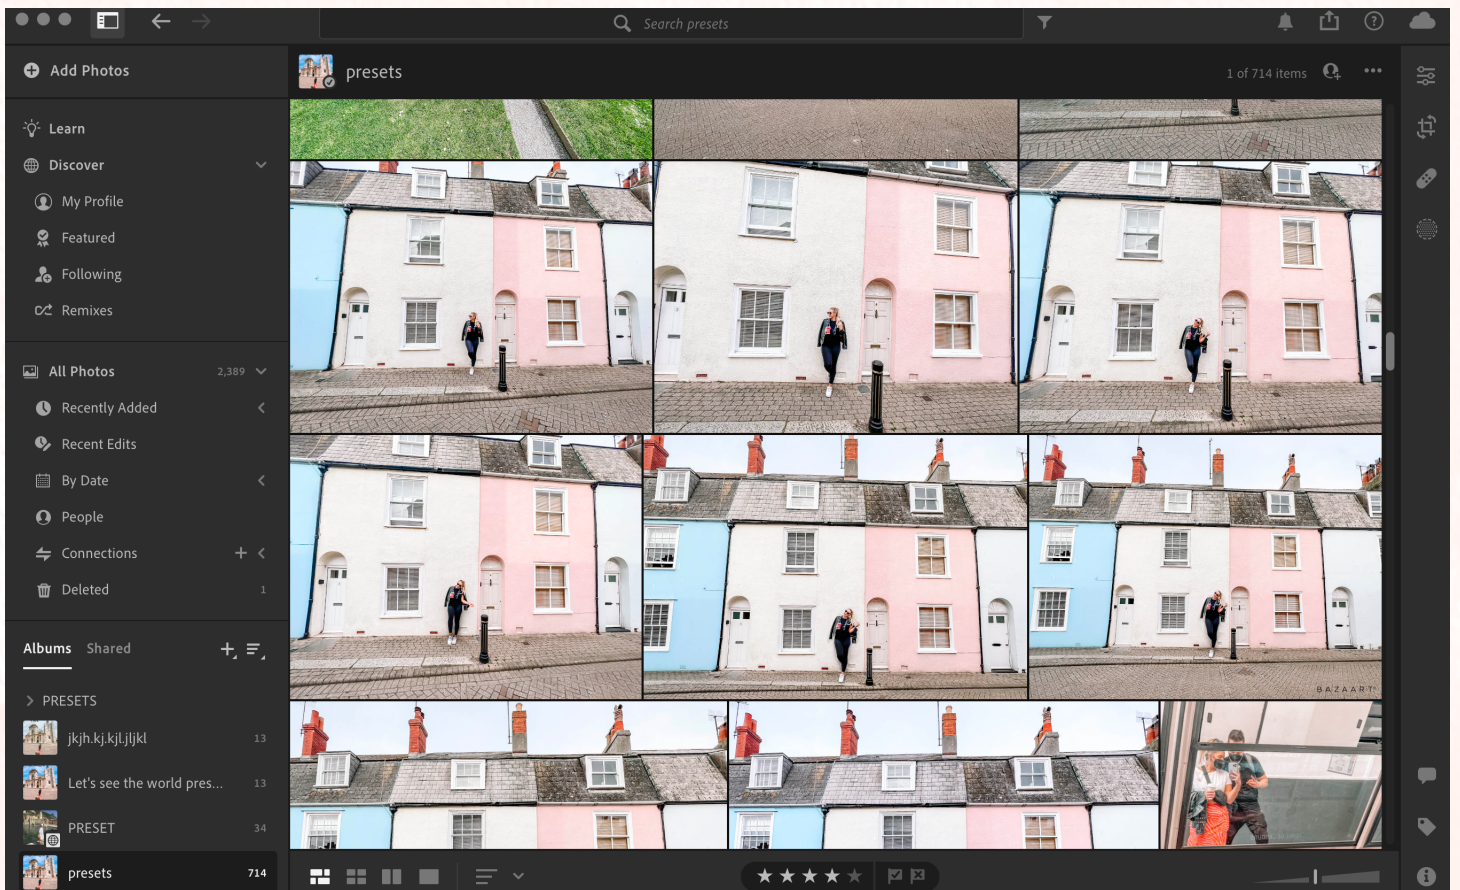 Search presets
Add Photos
presets
1 of 714 items
Learn
Discover
My Profile
Featured
Following
Remixes
All Photos 2,389
Recently Added
Recent Edits
By Date
People
Connections
Deleted 1
Albums Shared
PRESETS
jkjh.kj.kjl.jljkl 13
Let's see the world pres... 13
PRESET 34
presets 714
BAZAART